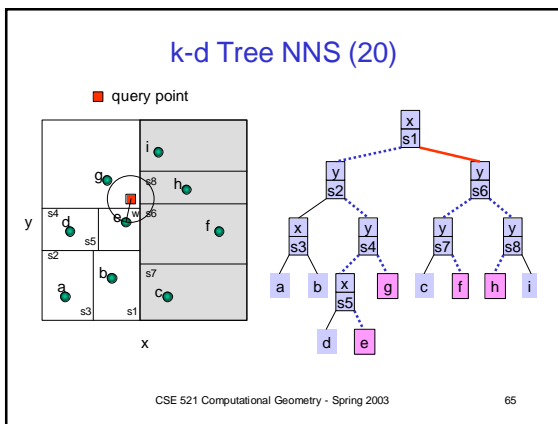 k-d Tree NNS (20)
query point
x
s1
y
s2
y
s6
x
s3
y
s4
y
s7
y
s8
a
b
x
s5
g
c
f
h
i
d
e
i
g
s8
h
s6
w
e
s4
d
s5
f
y
s2
b
s7
a
c
s3
s1
x
CSE 521 Computational Geometry - Spring 2003
65